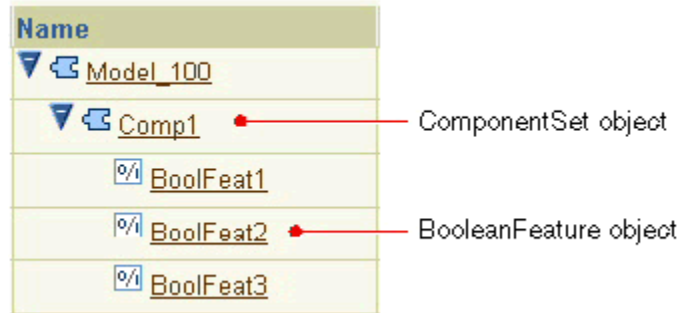 Name
Model_100
Comp1
ComponentSet object
BoolFeat1
BoolFeat2
BooleanFeature object
BoolFeat3